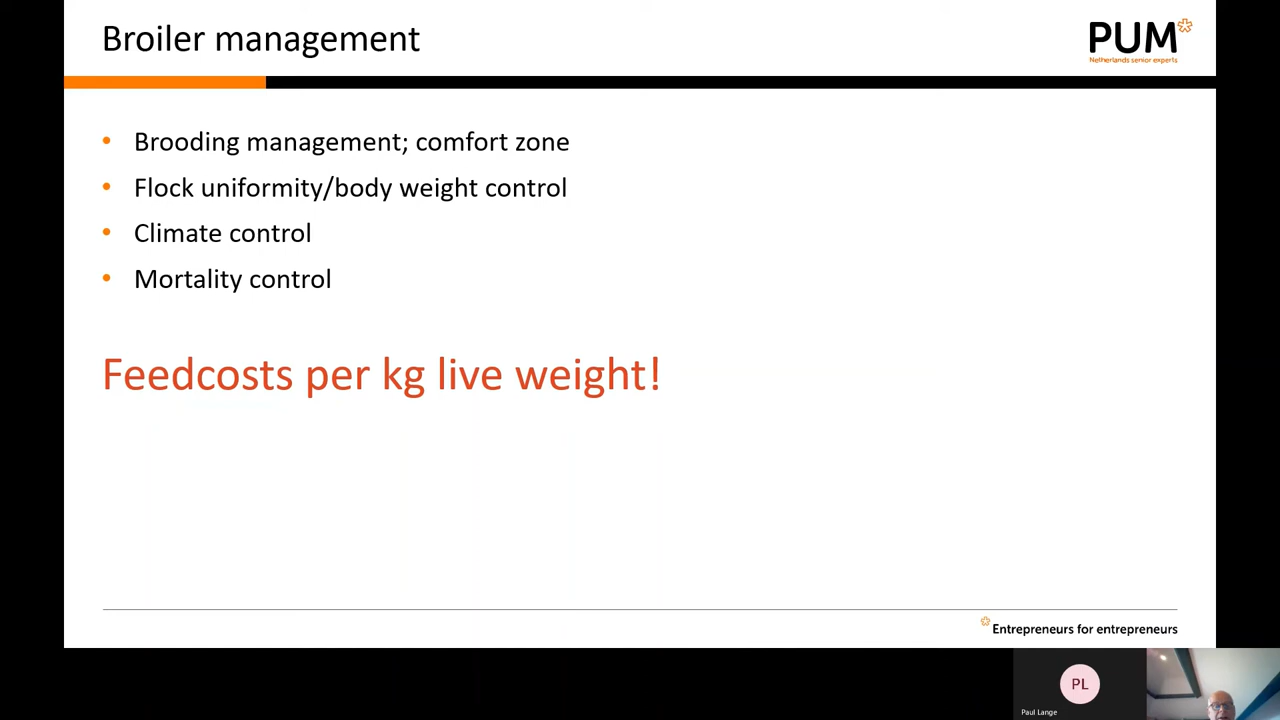 Broiler management
PUM
Netherlands senior experts
• Brooding management; comfort zone
• Flock uniformity/body weight control
• Climate control
• Mortality control
Feedcosts per kg live weight!
Entrepreneurs for entrepreneurs
PL
Paul Lange